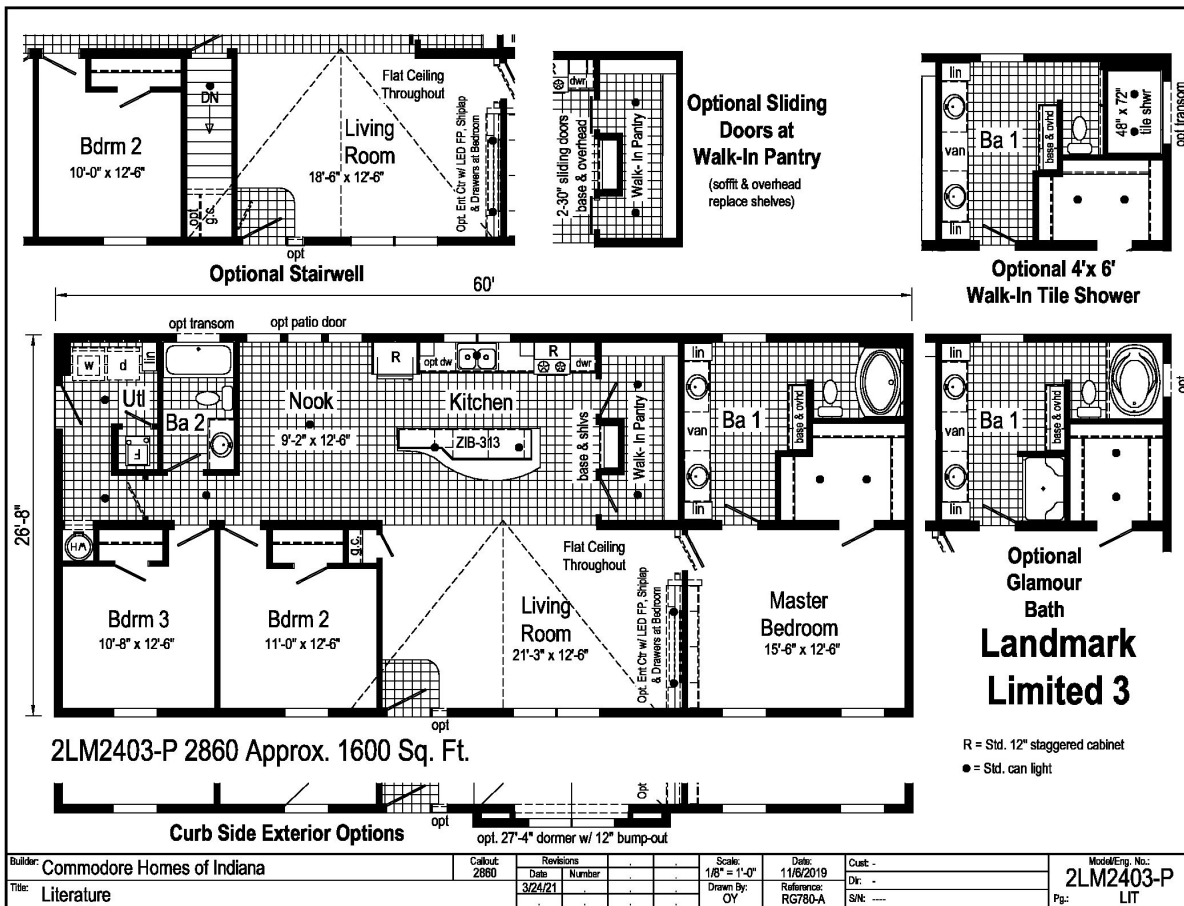 Bdrm 2
10'-0" x 12'-6"
DN
opt
g.c.
Flat Ceiling
Throughout
Living
Room
18'-6" x 12'-6"
Opt. Ent Ctr w/ LED FP, Shiplap
& Drawers at Bedroom
opt
Optional Stairwell
dwr
2-30" sliding doors
base & overhead
Walk- In Pantry
Optional Sliding
Doors at
Walk-In Pantry
(soffit & overhead
replace shelves)
lin
van
lin
Ba 1
base & ovhd
48" x 72"
tile shwr
opt transom
Optional 4'x 6'
Walk-In Tile Shower
60'
26'-8"
opt transom
opt patio door
w
d
lin
Utl
F
Ba 2
Nook
9'-2" x 12'-6"
R
opt dw
R
dwr
Kitchen
ZIB-313
base & shlvs
Walk- In Pantry
lin
van
lin
Ba 1
base & ovhd
HW
Bdrm 3
10'-8" x 12'-6"
Bdrm 2
11'-0" x 12'-6"
g.c.
Flat Ceiling
Throughout
Living
Room
21'-3" x 12'-6"
Opt. Ent Ctr w/ LED FP, Shiplap
& Drawers at Bedroom
opt
Master
Bedroom
15'-6" x 12'-6"
lin
van
lin
Ba 1
base & ovhd
opt
Optional
Glamour
Bath
Landmark
Limited 3
R = Std. 12" staggered cabinet
● = Std. can light
2LM2403-P 2860 Approx. 1600 Sq. Ft.
Opt
opt
Curb Side Exterior Options
opt. 27'-4" dormer w/ 12" bump-out
Builder: Commodore Homes of Indiana
Title: Literature
Callout:
2860
Revisions
Date Number
3/24/21
Scale:
1/8" = 1'-0"
Drawn By:
OY
Date:
11/6/2019
Reference:
RG780-A
Cust: -
Dir: -
S/N: ----
Model/Eng. No.:
2LM2403-P
Pg.: LIT